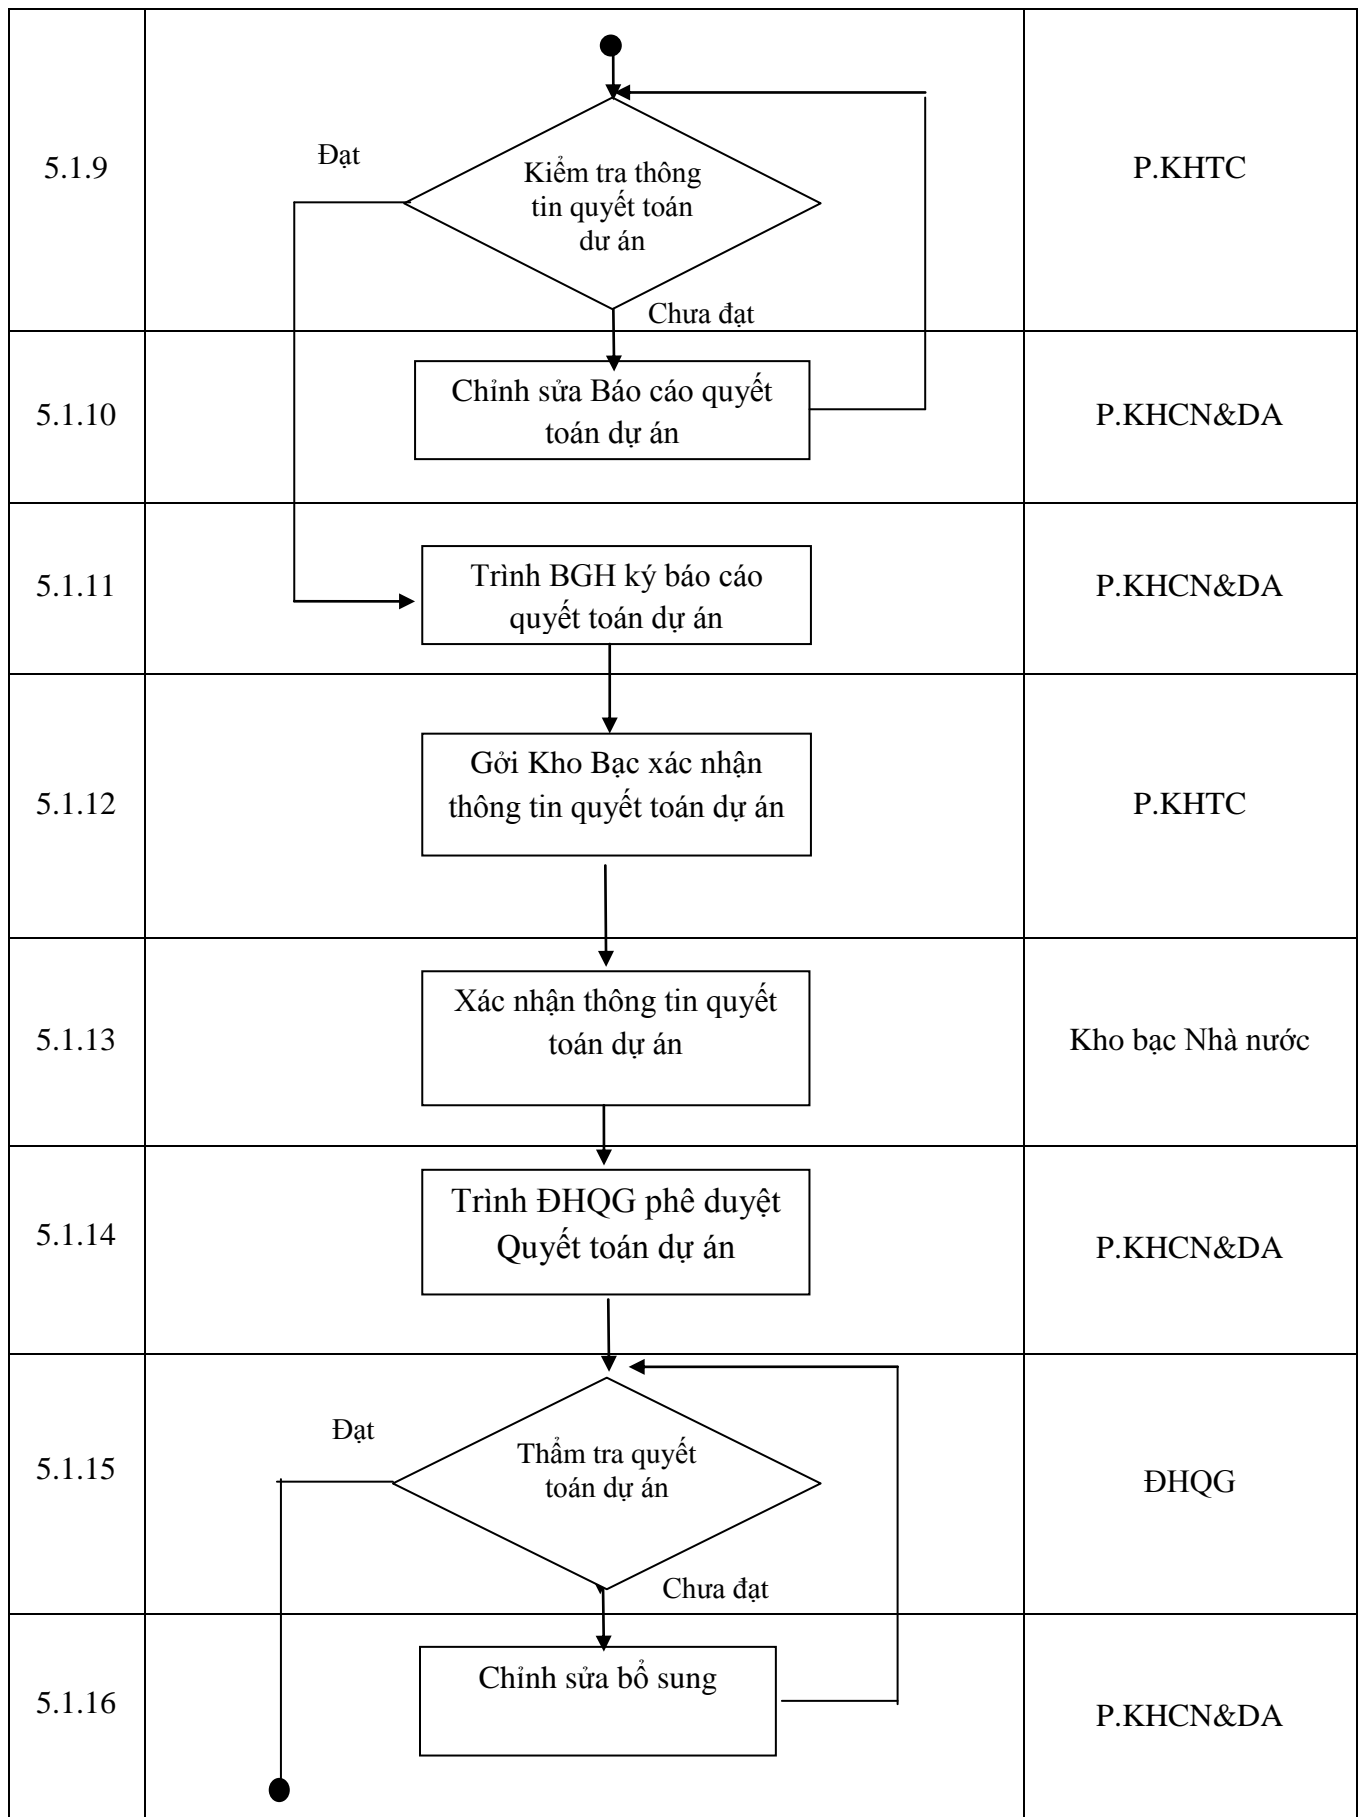 Đạt
5.1.9
Kiểm tra thông
tin quyết toán
dư án
P.KHTC
Chưa đạt
5.1.10
Chỉnh sửa Báo cáo quyết
toán dự án
P.KHCN&DA
5.1.11
Trình BGH ký báo cáo
quyết toán dự án
P.KHCN&DA
5.1.12
Gởi Kho Bạc xác nhận
thông tin quyết toán dự án
P.KHTC
5.1.13
Xác nhận thông tin quyết
toán dự án
Kho bạc Nhà nước
5.1.14
Trình ĐHQG phê duyệt
Quyết toán dự án
P.KHCN&DA
Đạt
5.1.15
Thẩm tra quyết
toán dự án
ĐHQG
Chưa đạt
5.1.16
Chỉnh sửa bổ sung
P.KHCN&DA